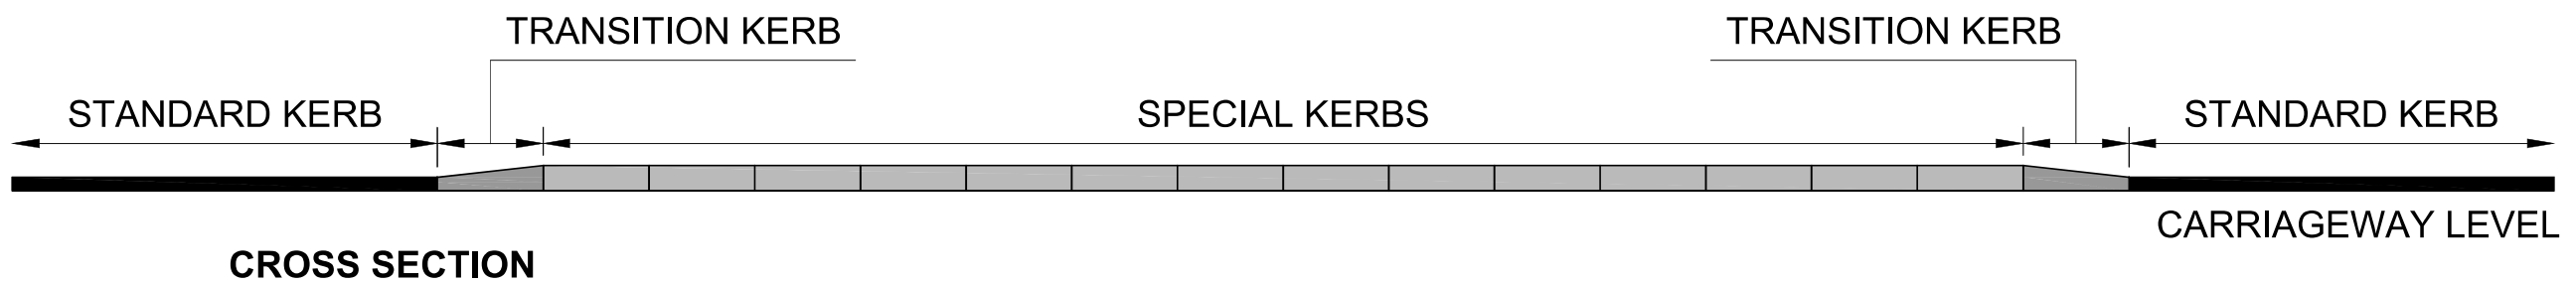 TRANSITION KERB
TRANSITION KERB
STANDARD KERB
SPECIAL KERBS
STANDARD KERB
CARRIAGEWAY LEVEL
CROSS SECTION